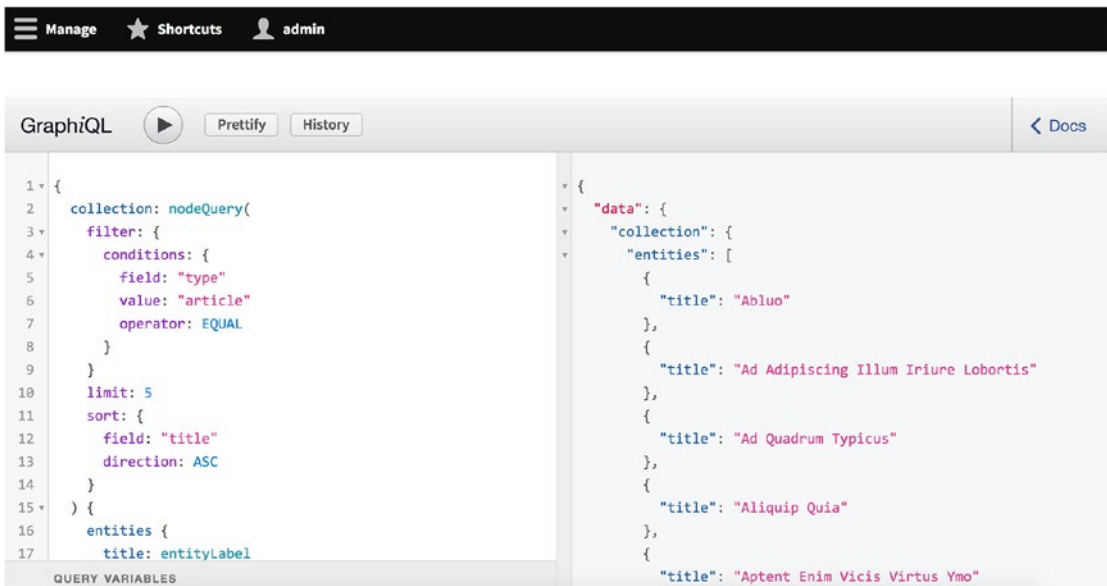 Manage Shortcuts admin
GraphiQL Prettify History Docs
1 {
2 collection: nodeQuery(
3 filter: {
4 conditions: {
5 field: "type"
6 value: "article"
7 operator: EQUAL
8 }
9 }
10 limit: 5
11 sort: {
12 field: "title"
13 direction: ASC
14 }
15 ) {
16 entities {
17 title: entityLabel
QUERY VARIABLES
{
"data": {
"collection": {
"entities": [
{
"title": "Abluo"
},
{
"title": "Ad Adipiscing Illum Iriure Lobortis"
},
{
"title": "Ad Quadrum Typicus"
},
{
"title": "Aliquip Quia"
},
{
"title": "Aptent Enim Vicis Virtus Ymo"